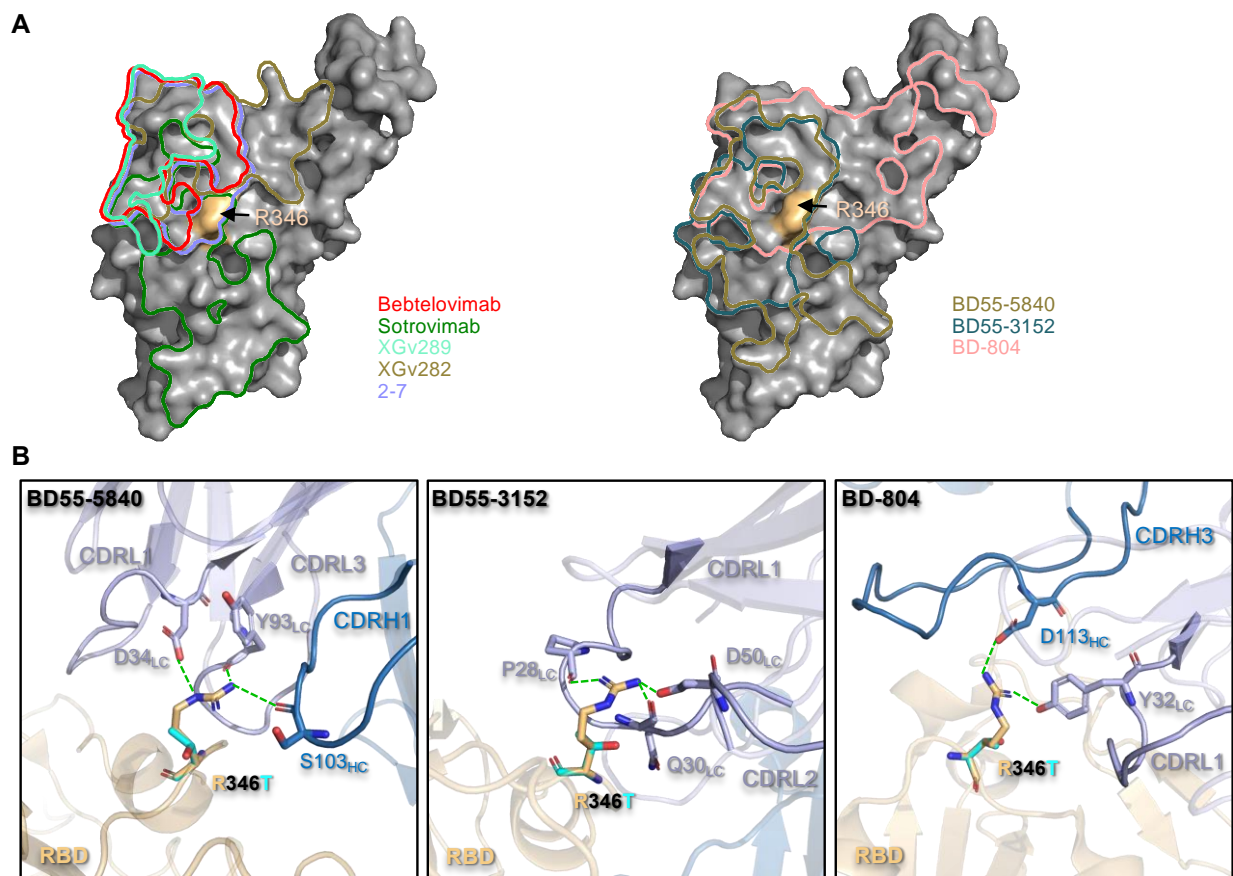 A
R346
Bebtelovimab
Sotrovimab
XGv289
XGv282
2-7
R346
BD55-5840
BD55-3152
BD-804
B
BD55-5840
CDRL1
CDRL3
Y93LC
CDRH1
D34LC
S103HC
R346T
RBD
BD55-3152
CDRL1
P28LC
D50LC
Q30LC
CDRL2
R346T
RBD
BD-804
CDRH3
D113HC
Y32LC
CDRL1
R346T
RBD